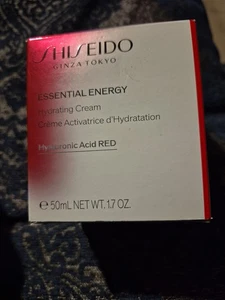 SHISEIDO
GINZA TOKYO
ESSENTIAL ENERGY
Hydrating Cream
Crème Activatrice d'Hydratation
Hyaluronic Acid RED
℮ 50mL NET WT. 1.7 OZ.